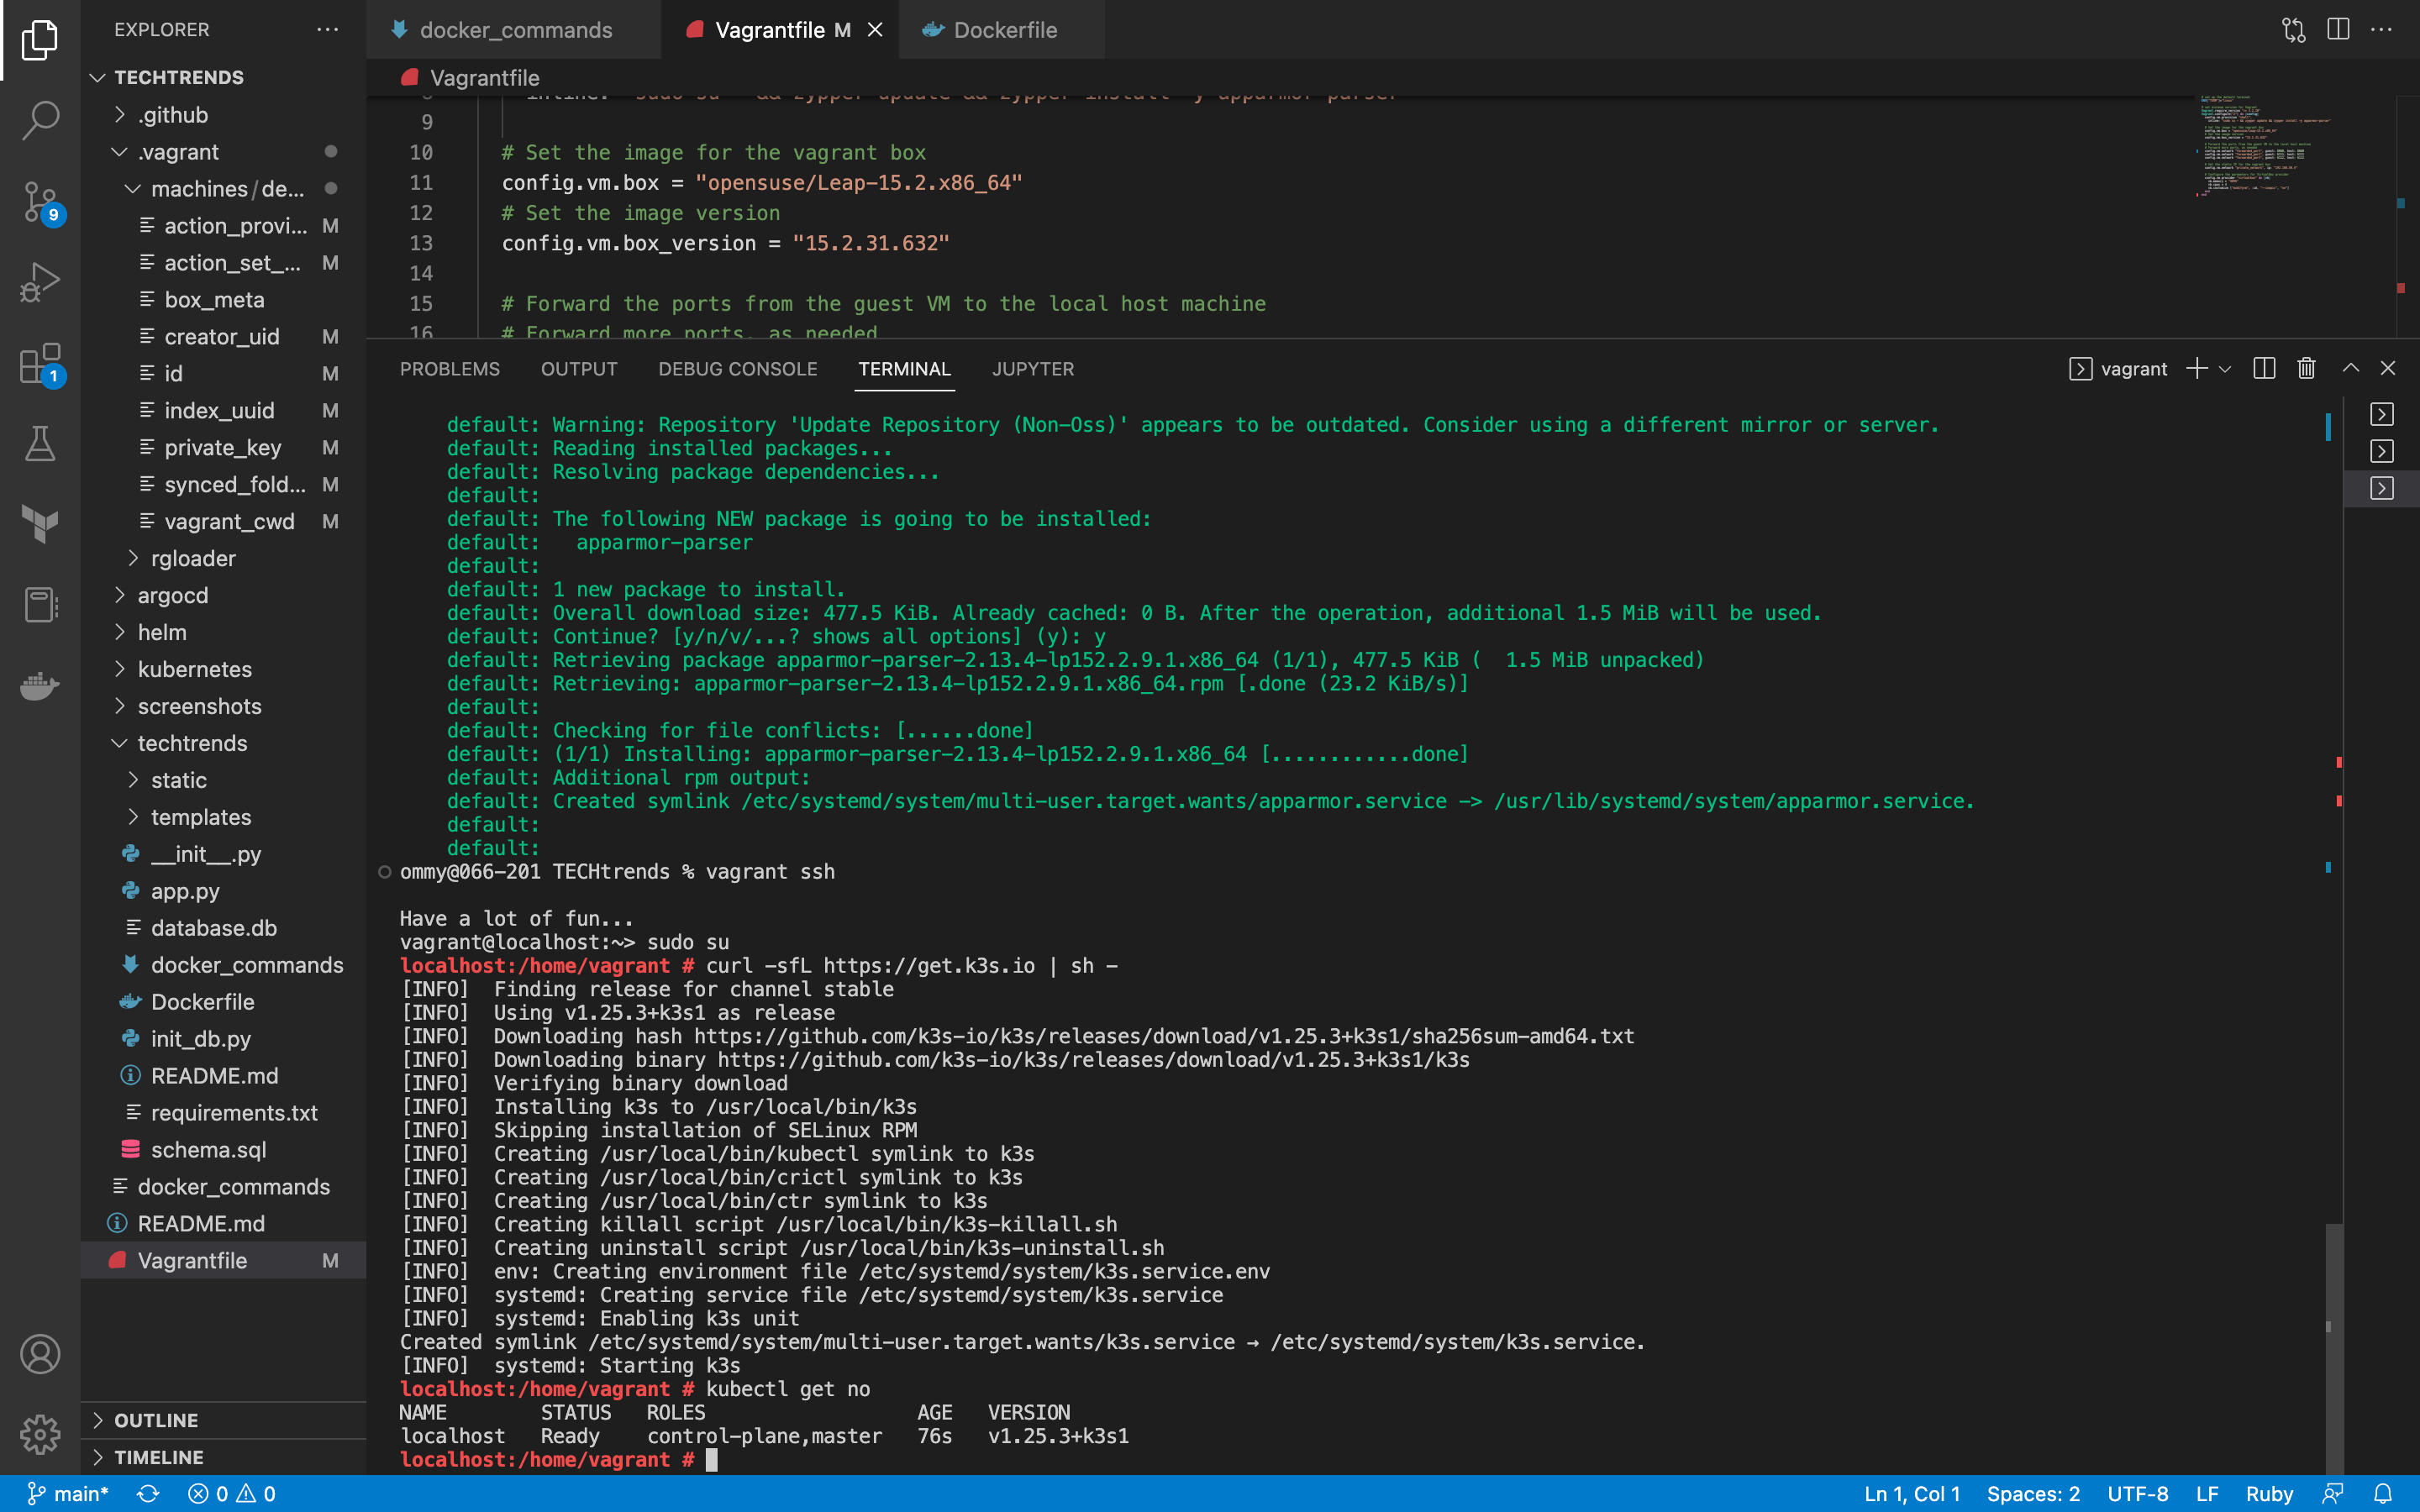 EXPLORER
TECHTRENDS
.github
.vagrant
machines/de...
action_provi... M
action_set_... M
box_meta
creator_uid M
id M
index_uuid M
private_key M
synced_fold... M
vagrant_cwd M
rgloader
argocd
helm
kubernetes
screenshots
techtrends
static
templates
__init__.py
app.py
database.db
docker_commands
Dockerfile
init_db.py
README.md
requirements.txt
schema.sql
docker_commands
README.md
Vagrantfile M
OUTLINE
TIMELINE
9
1
docker_commands
Vagrantfile M
Dockerfile
Vagrantfile
9
10 # Set the image for the vagrant box
11 config.vm.box = "opensuse/Leap-15.2.x86_64"
12 # Set the image version
13 config.vm.box_version = "15.2.31.632"
14
15 # Forward the ports from the guest VM to the local host machine
16 # Forward more ports, as needed
PROBLEMS OUTPUT DEBUG CONSOLE TERMINAL JUPYTER
vagrant
default: Warning: Repository 'Update Repository (Non-Oss)' appears to be outdated. Consider using a different mirror or server.
default: Reading installed packages...
default: Resolving package dependencies...
default:
default: The following NEW package is going to be installed:
default:   apparmor-parser
default:
default: 1 new package to install.
default: Overall download size: 477.5 KiB. Already cached: 0 B. After the operation, additional 1.5 MiB will be used.
default: Continue? [y/n/v/...? shows all options] (y): y
default: Retrieving package apparmor-parser-2.13.4-lp152.2.9.1.x86_64 (1/1), 477.5 KiB (  1.5 MiB unpacked)
default: Retrieving: apparmor-parser-2.13.4-lp152.2.9.1.x86_64.rpm [.done (23.2 KiB/s)]
default:
default: Checking for file conflicts: [......done]
default: (1/1) Installing: apparmor-parser-2.13.4-lp152.2.9.1.x86_64 [............done]
default: Additional rpm output:
default: Created symlink /etc/systemd/system/multi-user.target.wants/apparmor.service -> /usr/lib/systemd/system/apparmor.service.
default:
default:
ommy@066-201 TECHtrends % vagrant ssh
Have a lot of fun...
vagrant@localhost:~> sudo su
localhost:/home/vagrant # curl -sfL https://get.k3s.io | sh -
[INFO]  Finding release for channel stable
[INFO]  Using v1.25.3+k3s1 as release
[INFO]  Downloading hash https://github.com/k3s-io/k3s/releases/download/v1.25.3+k3s1/sha256sum-amd64.txt
[INFO]  Downloading binary https://github.com/k3s-io/k3s/releases/download/v1.25.3+k3s1/k3s
[INFO]  Verifying binary download
[INFO]  Installing k3s to /usr/local/bin/k3s
[INFO]  Skipping installation of SELinux RPM
[INFO]  Creating /usr/local/bin/kubectl symlink to k3s
[INFO]  Creating /usr/local/bin/crictl symlink to k3s
[INFO]  Creating /usr/local/bin/ctr symlink to k3s
[INFO]  Creating killall script /usr/local/bin/k3s-killall.sh
[INFO]  Creating uninstall script /usr/local/bin/k3s-uninstall.sh
[INFO]  env: Creating environment file /etc/systemd/system/k3s.service.env
[INFO]  systemd: Creating service file /etc/systemd/system/k3s.service
[INFO]  systemd: Enabling k3s unit
Created symlink /etc/systemd/system/multi-user.target.wants/k3s.service → /etc/systemd/system/k3s.service.
[INFO]  systemd: Starting k3s
localhost:/home/vagrant # kubectl get no
NAME STATUS ROLES AGE VERSION
localhost Ready control-plane,master 76s v1.25.3+k3s1
localhost:/home/vagrant #
main* 0 0 Ln 1, Col 1 Spaces: 2 UTF-8 LF Ruby